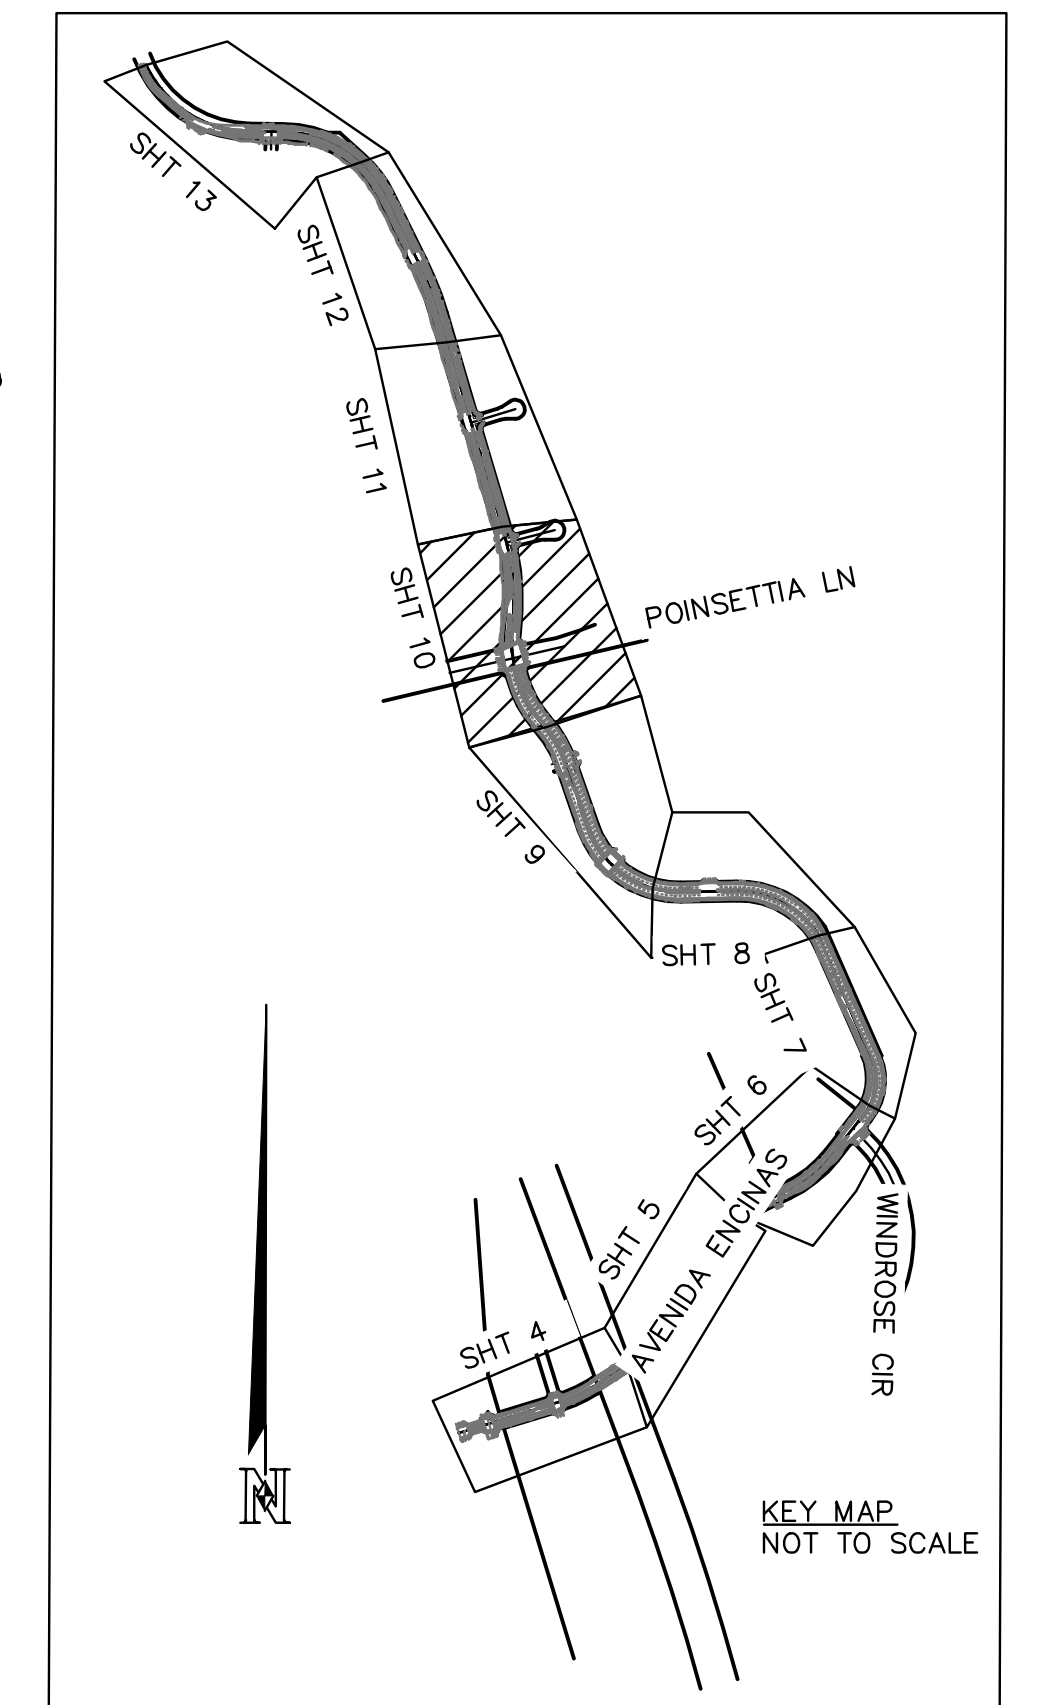 SHT 13
SHT 12
SHT 11
SHT 10
POINSETTIA LN
SHT 9
SHT 8
SHT 7
SHT 6
SHT 5
AVENIDA ENCINAS
WINDROSE CIR
SHT 4
N
KEY MAP
NOT TO SCALE